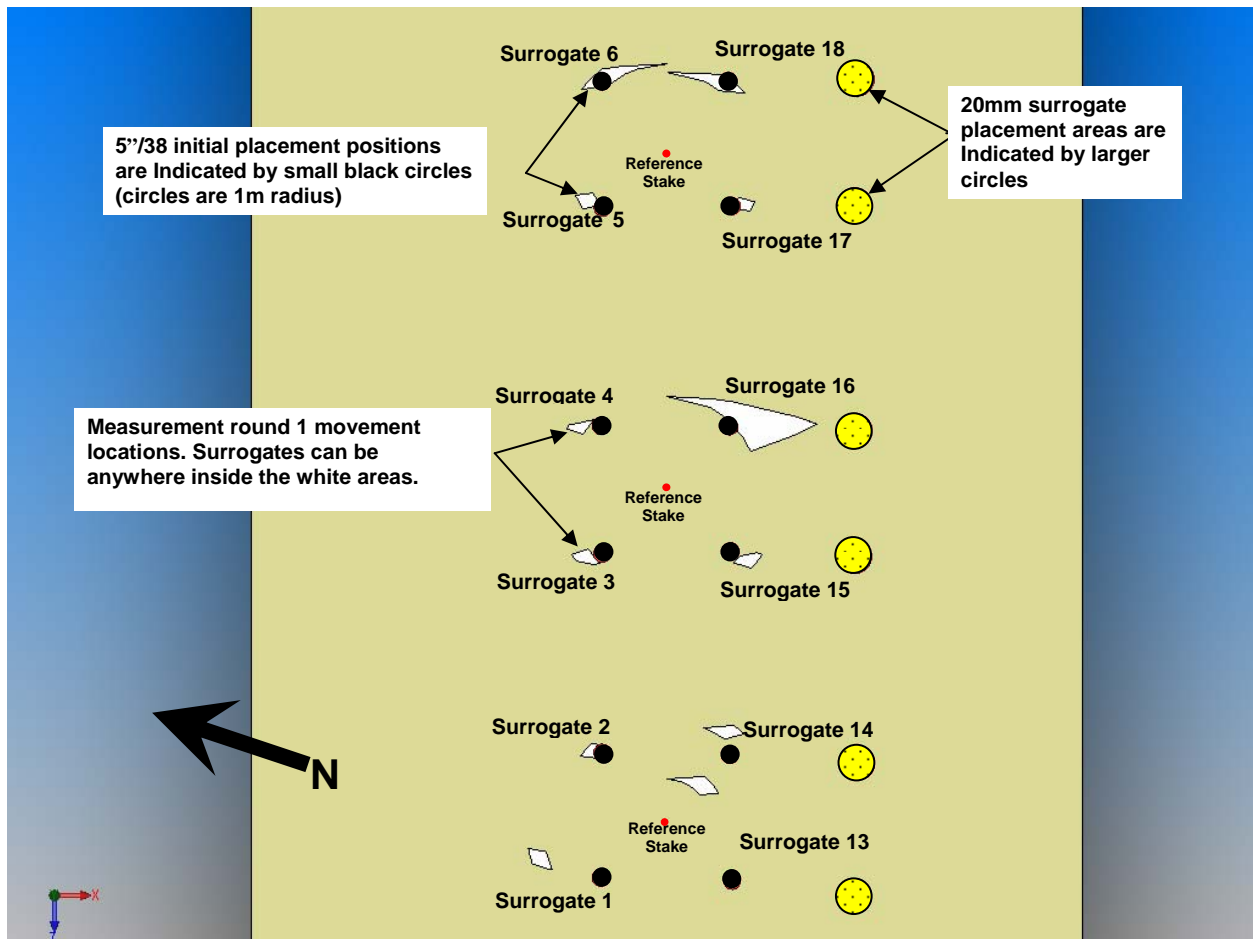 Surrogate 6
Surrogate 18
5”/38 initial placement positions
are Indicated by small black circles
(circles are 1m radius)
20mm surrogate
placement areas are
Indicated by larger
circles
Reference
Stake
Surrogate 5
Surrogate 17
Surrogate 4
Surrogate 16
Measurement round 1 movement
locations. Surrogates can be
anywhere inside the white areas.
Reference
Stake
Surrogate 3
Surrogate 15
Surrogate 2
Surrogate 14
N
Reference
Stake
Surrogate 13
Surrogate 1
X